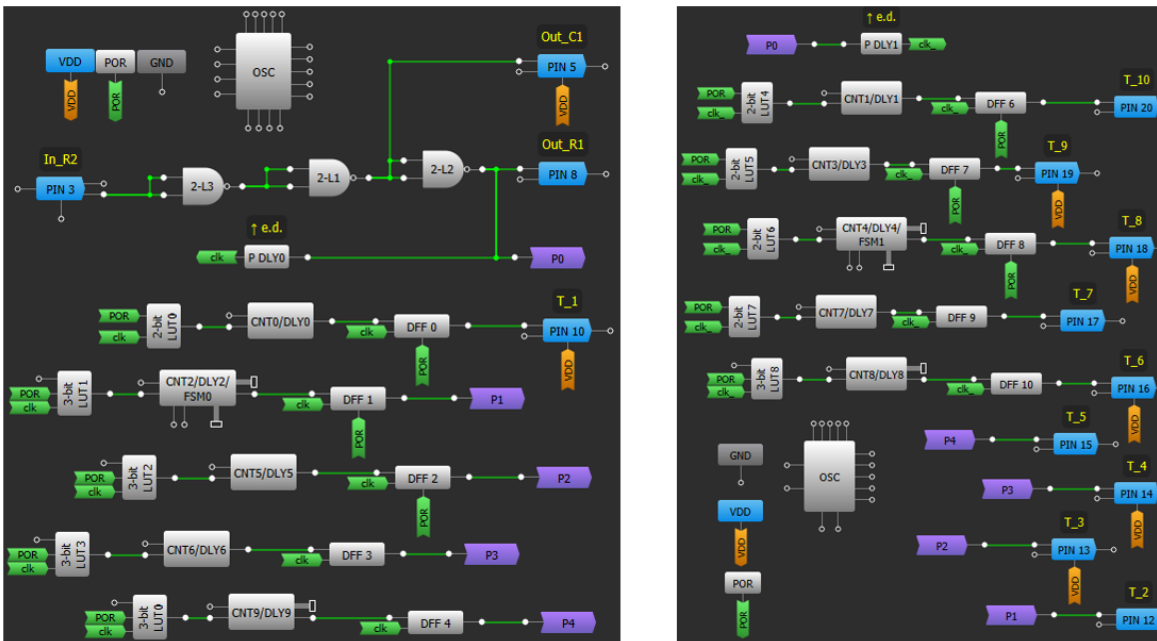 Out_C1
VDD
POR
GND
OSC
PIN 5
VDD
POR
VDD
In_R2
Out_R1
PIN 3
2-L3
2-L1
2-L2
PIN 8
↑ e.d.
clk
P DLY0
P0
T_1
POR
clk
2-bit
LUT0
CNT0/DLY0
clk
DFF 0
PIN 10
POR
VDD
POR
clk
3-bit
LUT1
CNT2/DLY2/
FSM0
clk
DFF 1
P1
POR
POR
clk
3-bit
LUT2
CNT5/DLY5
clk
DFF 2
P2
POR
POR
clk
3-bit
LUT3
CNT6/DLY6
clk
DFF 3
P3
POR
clk
3-bit
LUT0
CNT9/DLY9
clk
DFF 4
P4
↑ e.d.
P0
P DLY1
clk_
T_10
POR
clk_
2-bit
LUT4
CNT1/DLY1
clk_
DFF 6
PIN 20
POR
T_9
POR
clk_
2-bit
LUT5
CNT3/DLY3
clk_
DFF 7
PIN 19
POR
VDD
T_8
POR
clk_
2-bit
LUT6
CNT4/DLY4/
FSM1
clk_
DFF 8
PIN 18
POR
VDD
T_7
POR
clk_
2-bit
LUT7
CNT7/DLY7
clk_
DFF 9
PIN 17
T_6
POR
clk_
3-bit
LUT8
CNT8/DLY8
clk_
DFF 10
PIN 16
VDD
T_5
P4
PIN 15
GND
OSC
T_4
P3
PIN 14
VDD
VDD
VDD
T_3
P2
PIN 13
VDD
POR
POR
T_2
P1
PIN 12